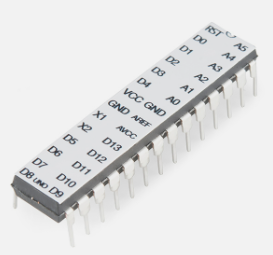 RST A5
D0 A4
D1 A3
D2 A2
D3 A1
D4 A0
VCC GND
GND AREF
X1 AVCC
X2 D13
D5 D12
D6 D11
D7 D10
D8 UNO D9